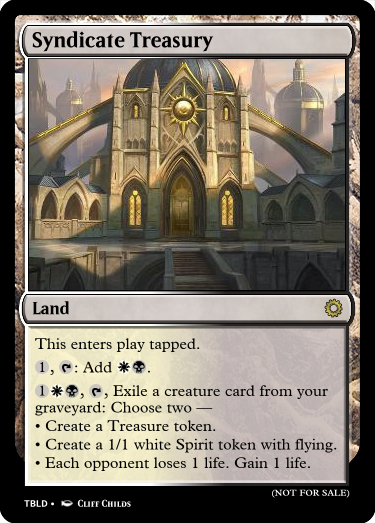 Syndicate Treasury
Land
This enters play tapped.
1, T: Add WB.
1WB, T, Exile a creature card from your
graveyard: Choose two —
• Create a Treasure token.
• Create a 1/1 white Spirit token with flying.
• Each opponent loses 1 life. Gain 1 life.
(NOT FOR SALE)
TBLD • Cliff Childs